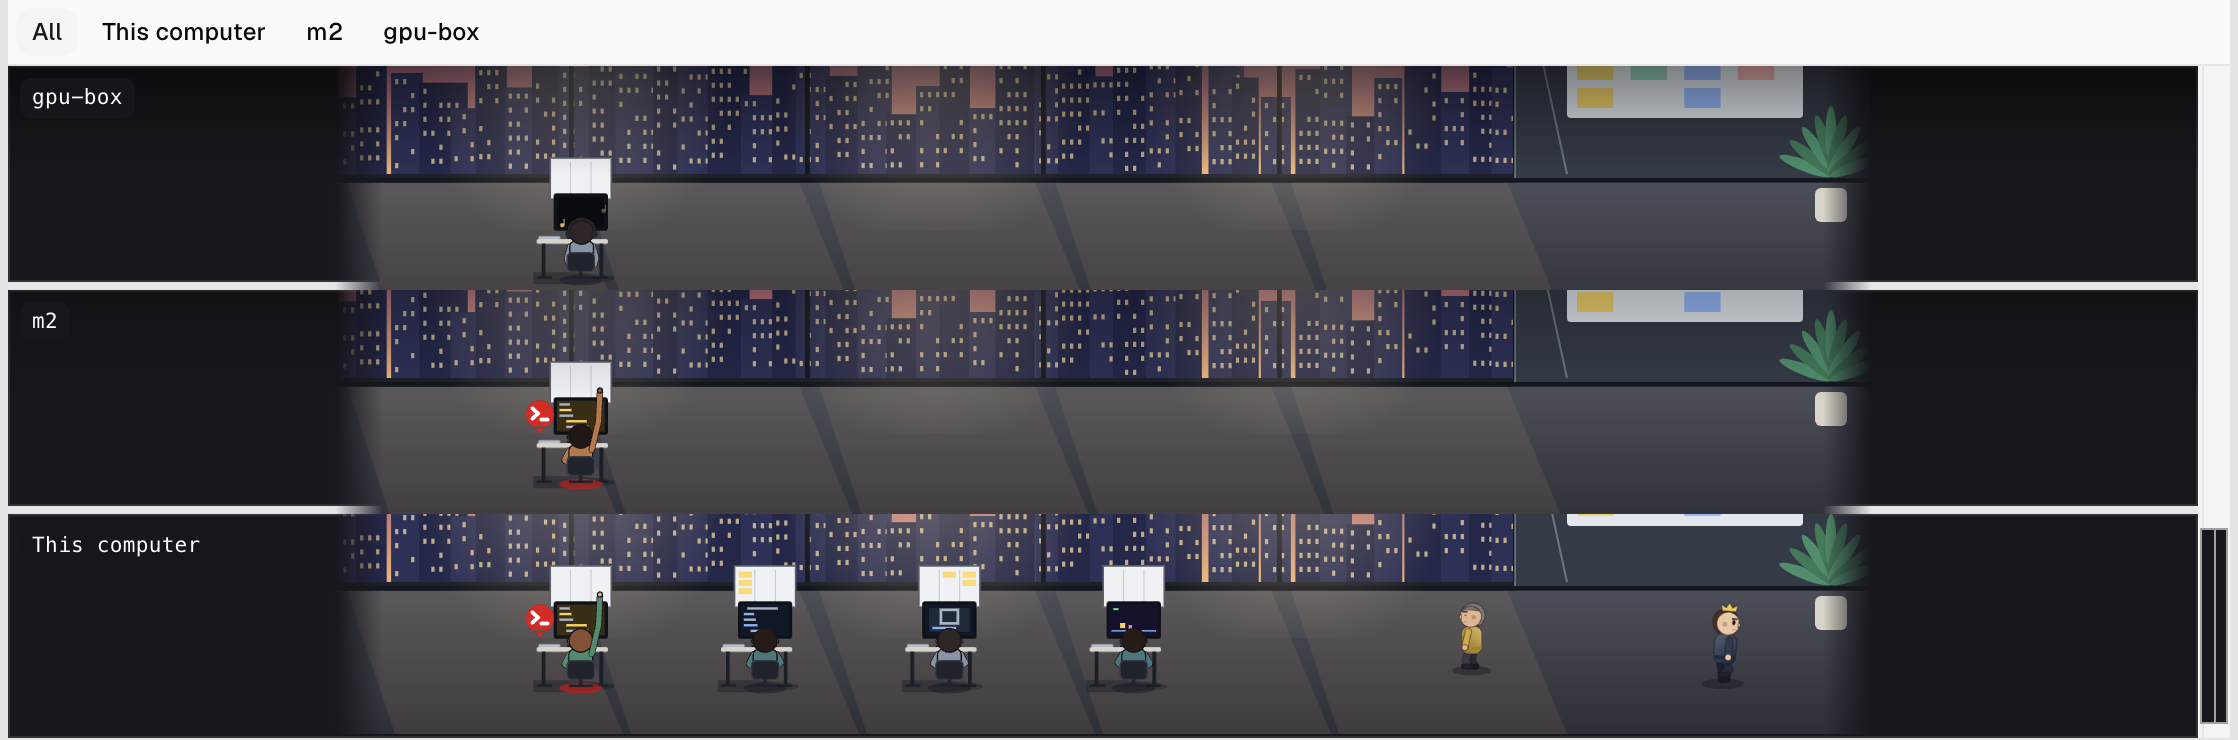 All This computer m2 gpu-box
gpu-box
m2
This computer